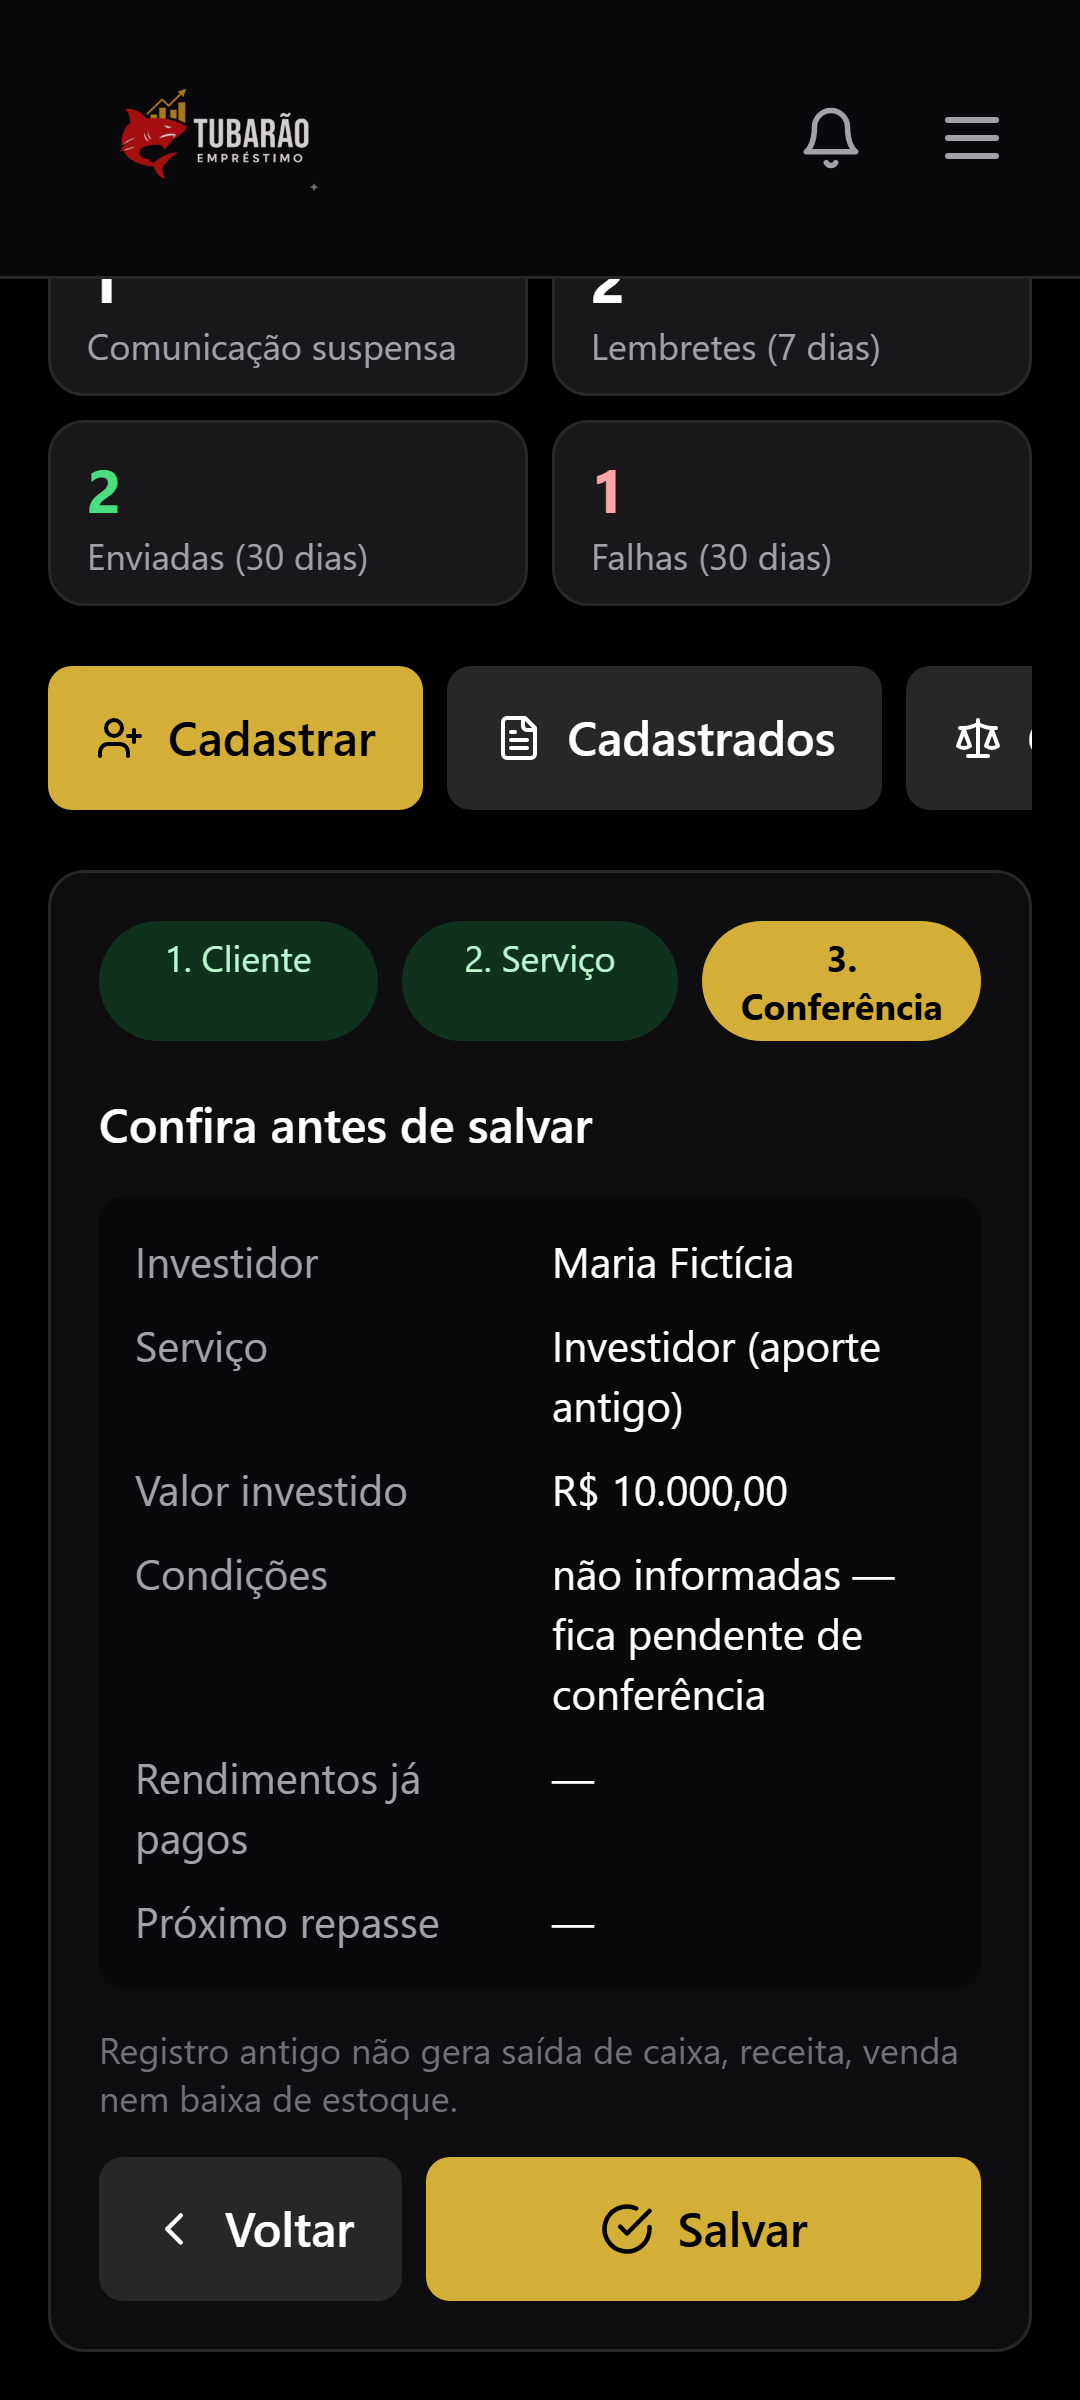 TUBARÃO
EMPRÉSTIMO
1
2
Comunicação suspensa
Lembretes (7 dias)
2
1
Enviadas (30 dias)
Falhas (30 dias)
Cadastrar
Cadastrados
1. Cliente
2. Serviço
3.
Conferência
Confira antes de salvar
Investidor
Maria Fictícia
Serviço
Investidor (aporte
antigo)
Valor investido
R$ 10.000,00
Condições
não informadas —
fica pendente de
conferência
Rendimentos já
pagos
—
Próximo repasse
—
Registro antigo não gera saída de caixa, receita, venda
nem baixa de estoque.
Voltar
Salvar